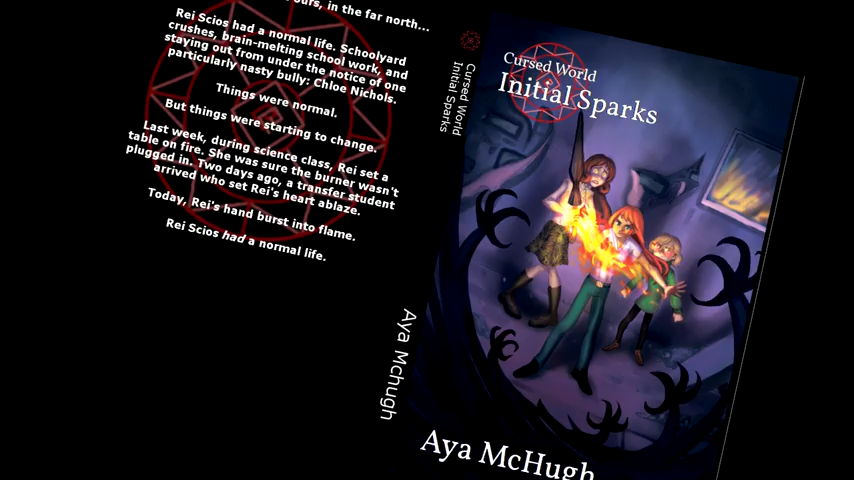 ours, in the far north...
Rei Scios had a normal life. Schoolyard
crushes, brain-melting school work, and
staying out from under the notice of one
particularly nasty bully: Chloe Nichols.
Things were normal.
But things were starting to change.
Last week, during science class, Rei set a
table on fire. She was sure the burner wasn't
plugged in. Two days ago, a transfer student
arrived who set Rei's heart ablaze.
Today, Rei's hand burst into flame.
Rei Scios had a normal life.
Cursed World
Initial Sparks
Aya Mchugh
Cursed World
Initial Sparks
Aya McHugh